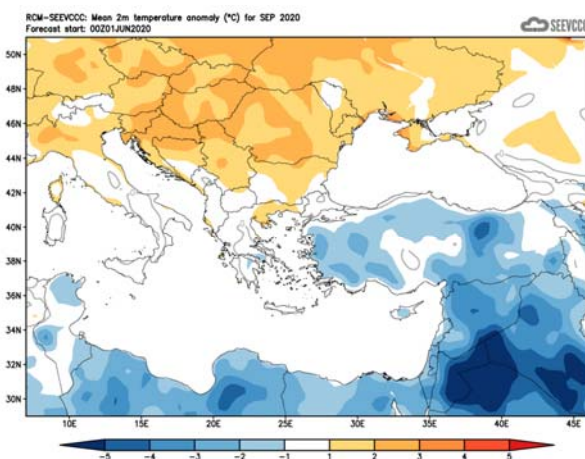 RCM-SEEVCCC: Mean 2m temperature anomaly (°C) for SEP 2020
Forecast start: 00Z01JUN2020
SEEVCCC
50N
48N
46N
44N
42N
40N
38N
36N
34N
32N
30N
10E 15E 20E 25E 30E 35E 40E 45E
-5 -4 -3 -2 -1 1 2 3 4 5